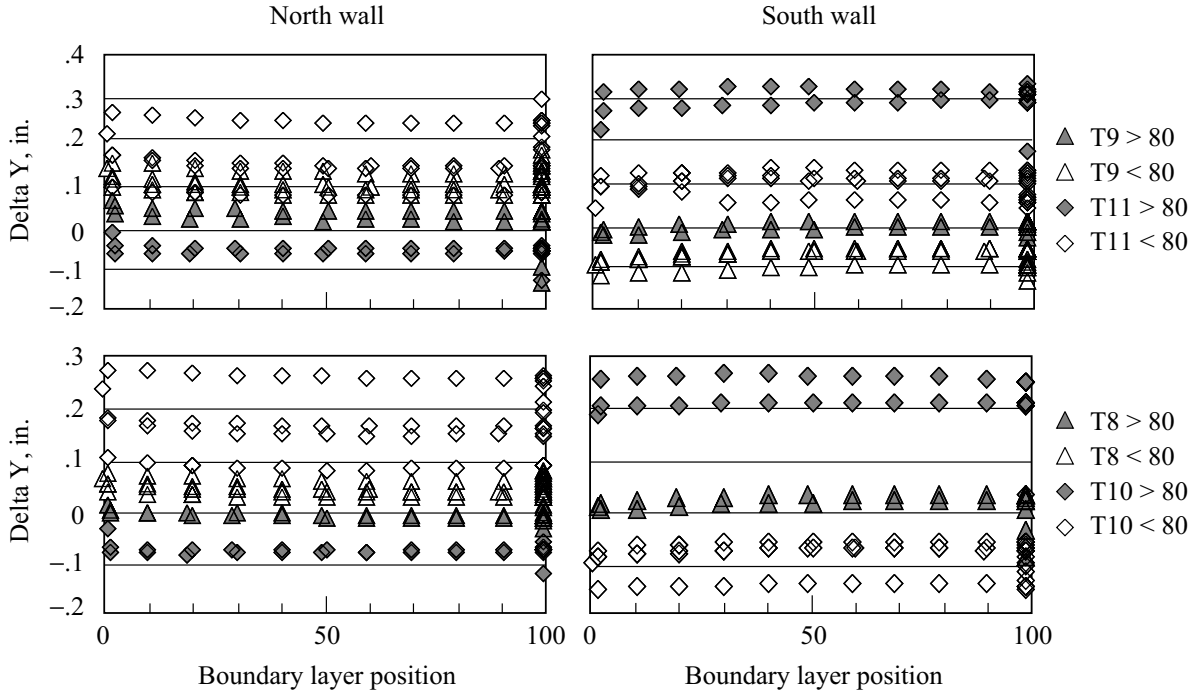 North wall
South wall
.4
.3
.2
.1
0
–.1
–.2
Delta Y, in.
T9 > 80
T9 < 80
T11 > 80
T11 < 80
.3
.2
.1
0
–.1
–.2
Delta Y, in.
0
50
100
Boundary layer position
0
50
100
Boundary layer position
T8 > 80
T8 < 80
T10 > 80
T10 < 80